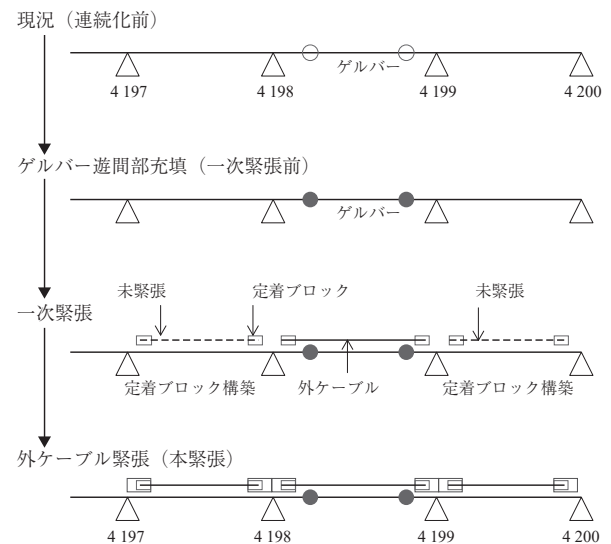 現況（連続化前）
ゲルバー
4 197 4 198 4 199 4 200
ゲルバー遊間部充填（一次緊張前）
ゲルバー
一次緊張
未緊張 定着ブロック 未緊張
定着ブロック構築 外ケーブル 定着ブロック構築
外ケーブル緊張（本緊張）
4 197 4 198 4 199 4 200